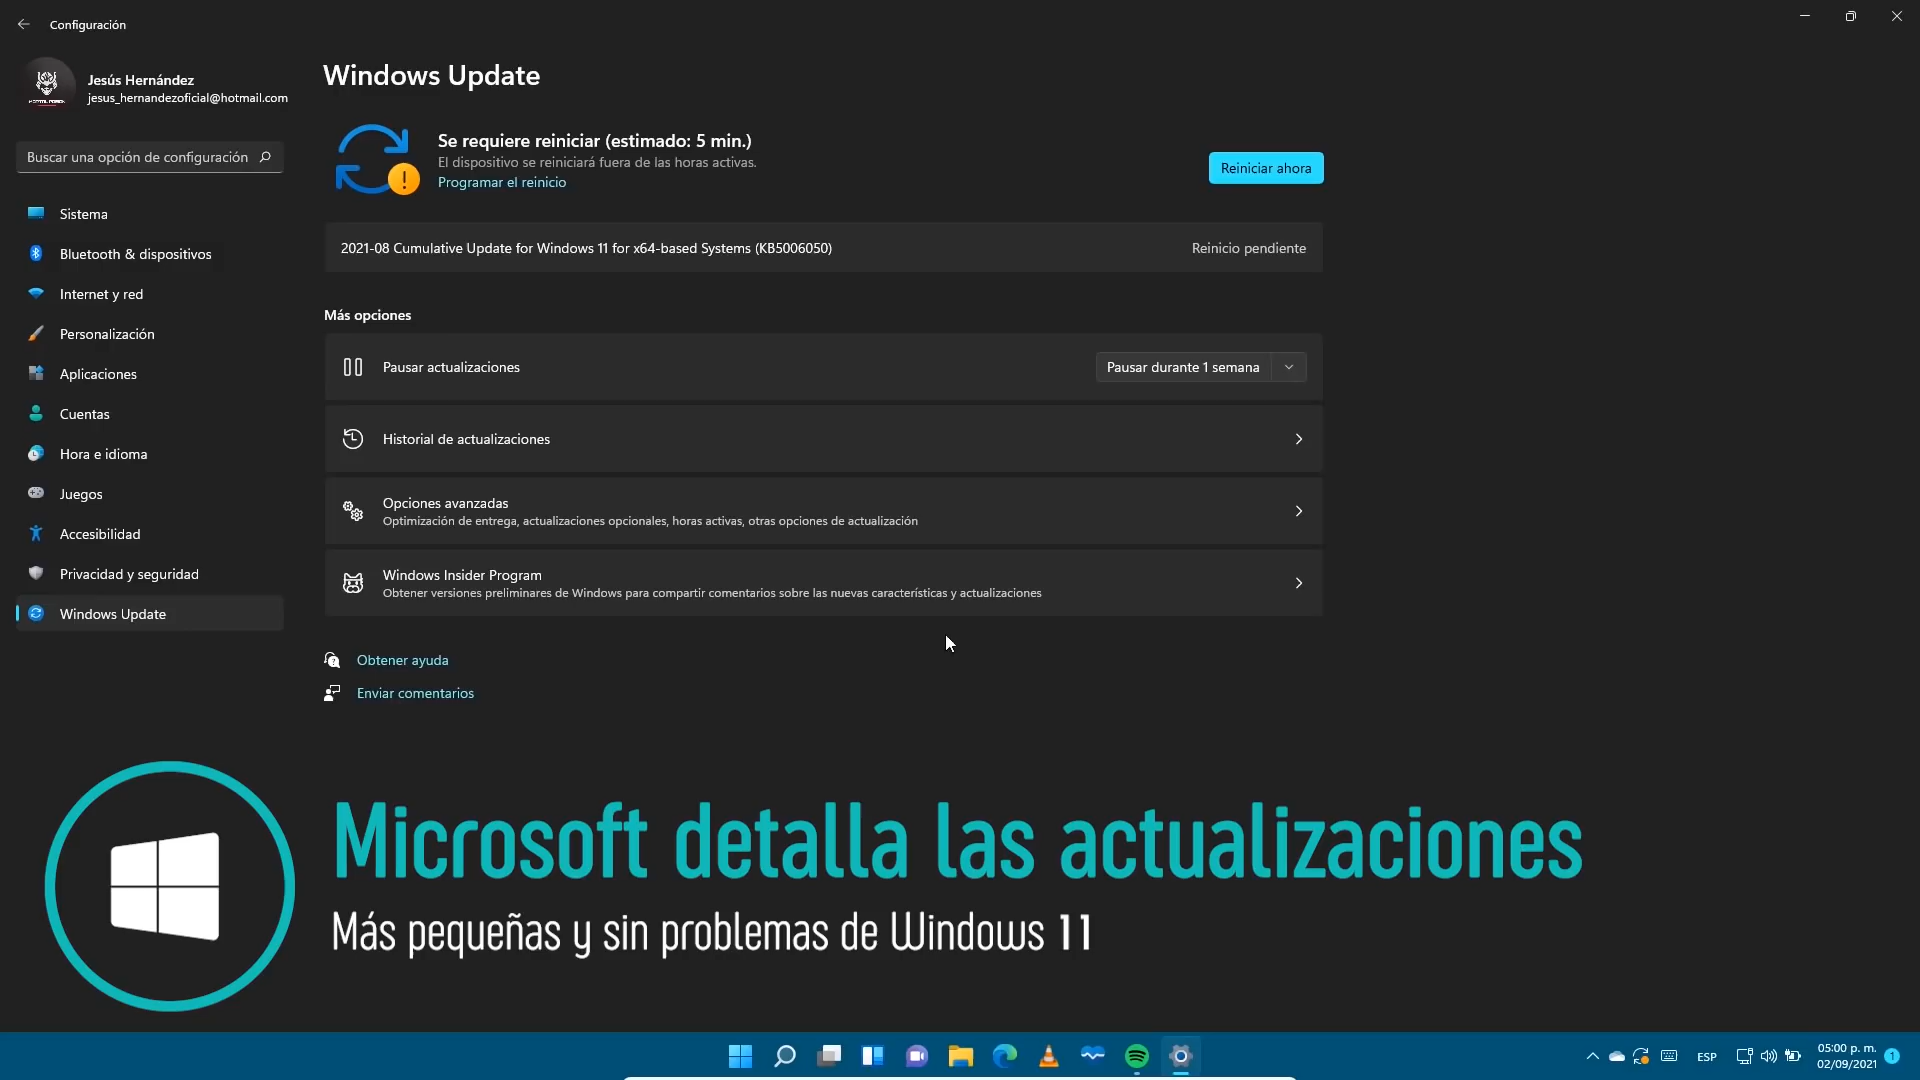 Configuración
Jesús Hernández
jesus_hernandezoficial@hotmail.com
Buscar una opción de configuración
Sistema
Bluetooth & dispositivos
Internet y red
Personalización
Aplicaciones
Cuentas
Hora e idioma
Juegos
Accesibilidad
Privacidad y seguridad
Windows Update
Windows Update
Se requiere reiniciar (estimado: 5 min.)
El dispositivo se reiniciará fuera de las horas activas.
Programar el reinicio
Reiniciar ahora
2021-08 Cumulative Update for Windows 11 for x64-based Systems (KB5006050)
Reinicio pendiente
Más opciones
Pausar actualizaciones
Pausar durante 1 semana
Historial de actualizaciones
Opciones avanzadas
Optimización de entrega, actualizaciones opcionales, horas activas, otras opciones de actualización
Windows Insider Program
Obtener versiones preliminares de Windows para compartir comentarios sobre las nuevas características y actualizaciones
Obtener ayuda
Enviar comentarios
Microsoft detalla las actualizaciones
Más pequeñas y sin problemas de Windows 11
ESP
05:00 p. m.
02/09/2021
1